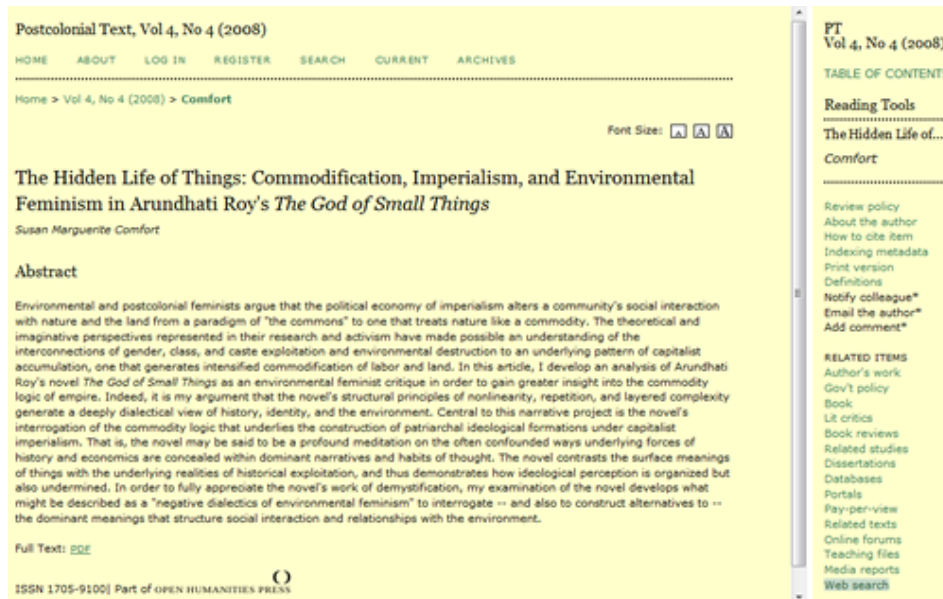 Postcolonial Text, Vol 4, No 4 (2008)
HOME ABOUT LOG IN REGISTER SEARCH CURRENT ARCHIVES
Home > Vol 4, No 4 (2008) > Comfort
Font Size: A A A
The Hidden Life of Things: Commodification, Imperialism, and Environmental
Feminism in Arundhati Roy's The God of Small Things
Susan Marguerite Comfort
Abstract
Environmental and postcolonial feminists argue that the political economy of imperialism alters a community's social interaction
with nature and the land from a paradigm of "the commons" to one that treats nature like a commodity. The theoretical and
imaginative perspectives represented in their research and activism have made possible an understanding of the
interconnections of gender, class, and caste exploitation and environmental destruction to an underlying pattern of capitalist
accumulation, one that generates intensified commodification of labor and land. In this article, I develop an analysis of Arundhati
Roy's novel The God of Small Things as an environmental feminist critique in order to gain greater insight into the commodity
logic of empire. Indeed, it is my argument that the novel's structural principles of nonlinearity, repetition, and layered complexity
generate a deeply dialectical view of history, identity, and the environment. Central to this narrative project is the novel's
interrogation of the commodity logic that underlies the construction of patriarchal ideological formations under capitalist
imperialism. That is, the novel may be said to be a profound meditation on the often confounded ways underlying forces of
history and economics are concealed within dominant narratives and habits of thought. The novel contrasts the surface meanings
of things with the underlying realities of historical exploitation, and thus demonstrates how ideological perception is organized but
also undermined. In order to fully appreciate the novel's work of demystification, my examination of the novel develops what
might be described as a "negative dialectics of environmental feminism" to interrogate -- and also to construct alternatives to --
the dominant meanings that structure social interaction and relationships with the environment.
Full Text: PDF
ISSN 1705-9100| Part of OPEN HUMANITIES PRESS
PT
Vol 4, No 4 (2008)
TABLE OF CONTENT
Reading Tools
The Hidden Life of...
Comfort
Review policy
About the author
How to cite item
Indexing metadata
Print version
Definitions
Notify colleague*
Email the author*
Add comment*
RELATED ITEMS
Author's work
Gov't policy
Book
Lit critics
Book reviews
Related studies
Dissertations
Databases
Portals
Pay-per-view
Related texts
Online forums
Teaching files
Media reports
Web search